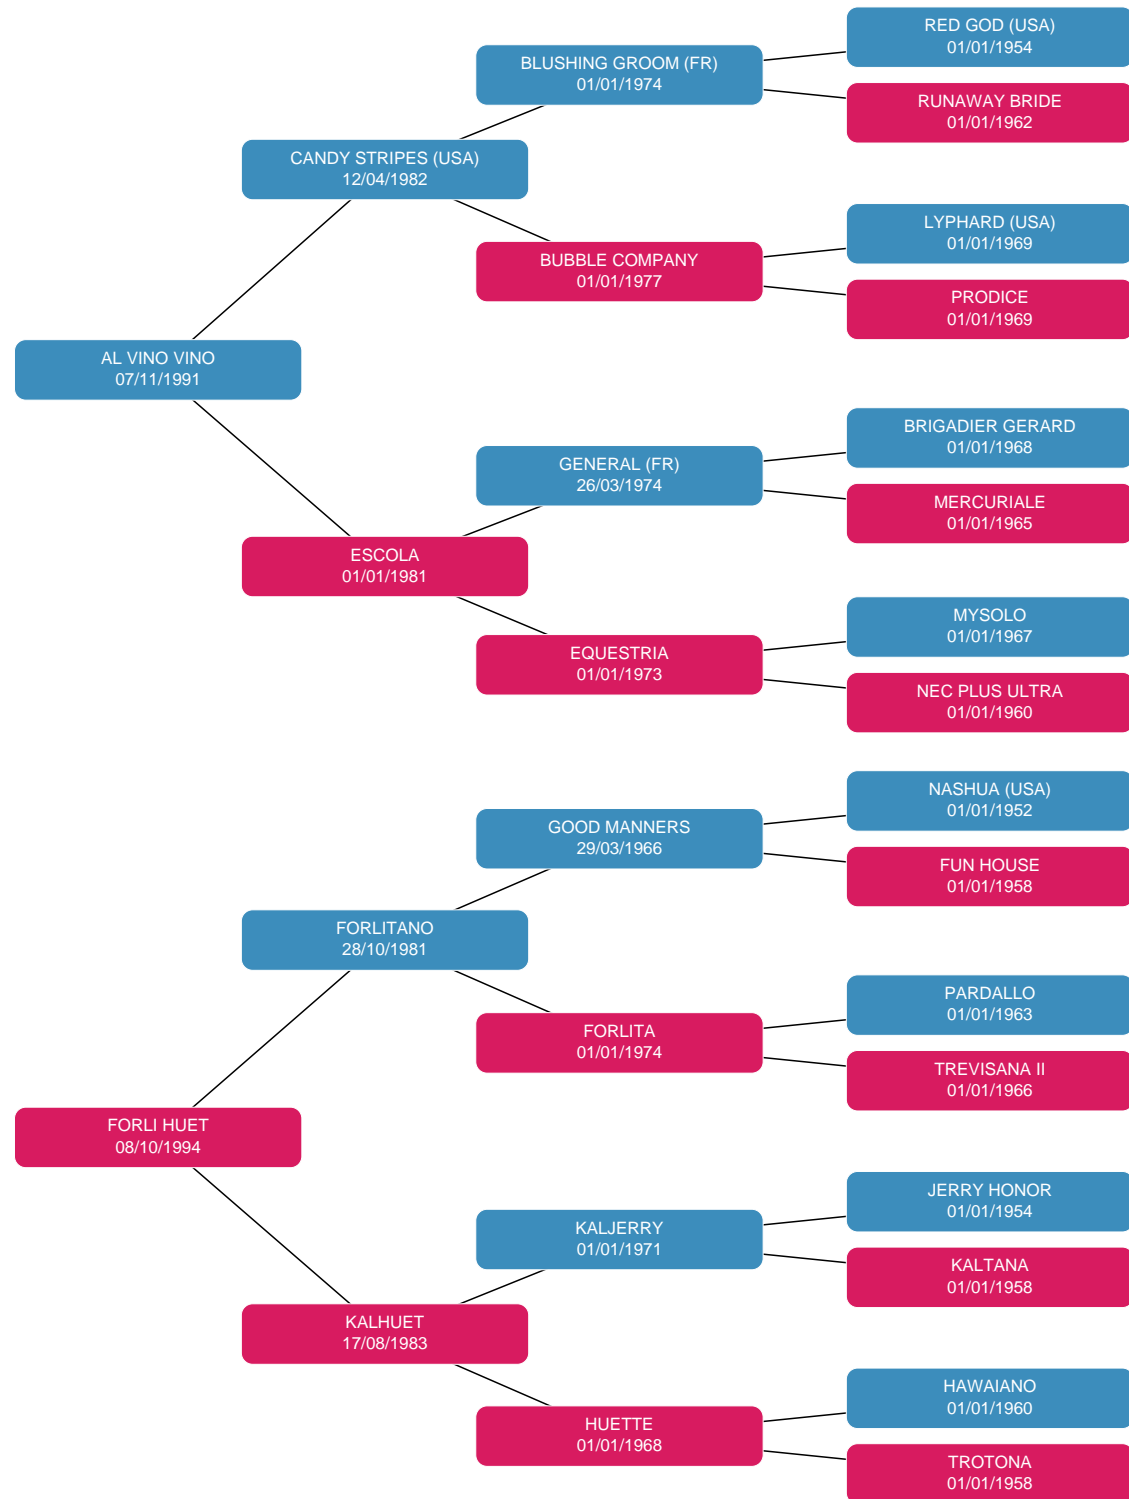 RED GOD (USA)
01/01/1954
BLUSHING GROOM (FR)
01/01/1974
RUNAWAY BRIDE
01/01/1962
CANDY STRIPES (USA)
12/04/1982
LYPHARD (USA)
01/01/1969
BUBBLE COMPANY
01/01/1977
PRODICE
01/01/1969
AL VINO VINO
07/11/1991
BRIGADIER GERARD
01/01/1968
GENERAL (FR)
26/03/1974
MERCURIALE
01/01/1965
ESCOLA
01/01/1981
MYSOLO
01/01/1967
EQUESTRIA
01/01/1973
NEC PLUS ULTRA
01/01/1960
NASHUA (USA)
01/01/1952
GOOD MANNERS
29/03/1966
FUN HOUSE
01/01/1958
FORLITANO
28/10/1981
PARDALLO
01/01/1963
FORLITA
01/01/1974
TREVISANA II
01/01/1966
FORLI HUET
08/10/1994
JERRY HONOR
01/01/1954
KALJERRY
01/01/1971
KALTANA
01/01/1958
KALHUET
17/08/1983
HAWAIANO
01/01/1960
HUETTE
01/01/1968
TROTONA
01/01/1958